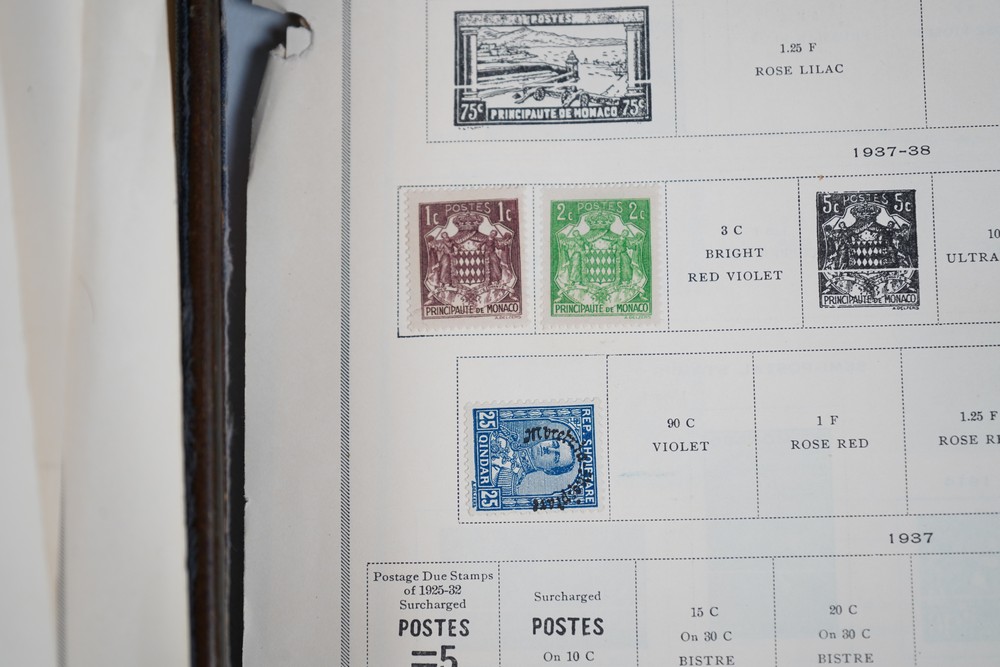 POSTES
75c 75c
PRINCIPAUTE DE MONACO
1.25 F
ROSE LILAC
1937-38
1c POSTES 1c
PRINCIPAUTE DE MONACO
2c POSTES 2c
PRINCIPAUTE DE MONACO
3 C
BRIGHT
RED VIOLET
5c POSTES 5c
PRINCIPAUTE DE MONACO
10
ULTRA
REP. SHQIPTARE
25 QINDAR 25
90 C
VIOLET
1 F
ROSE RED
1.25 F
ROSE RE
1937
Postage Due Stamps
of 1925-32
Surcharged
POSTES
=5
Surcharged
POSTES
On 10 C
15 C
On 30 C
BISTRE
20 C
On 30 C
BISTRE